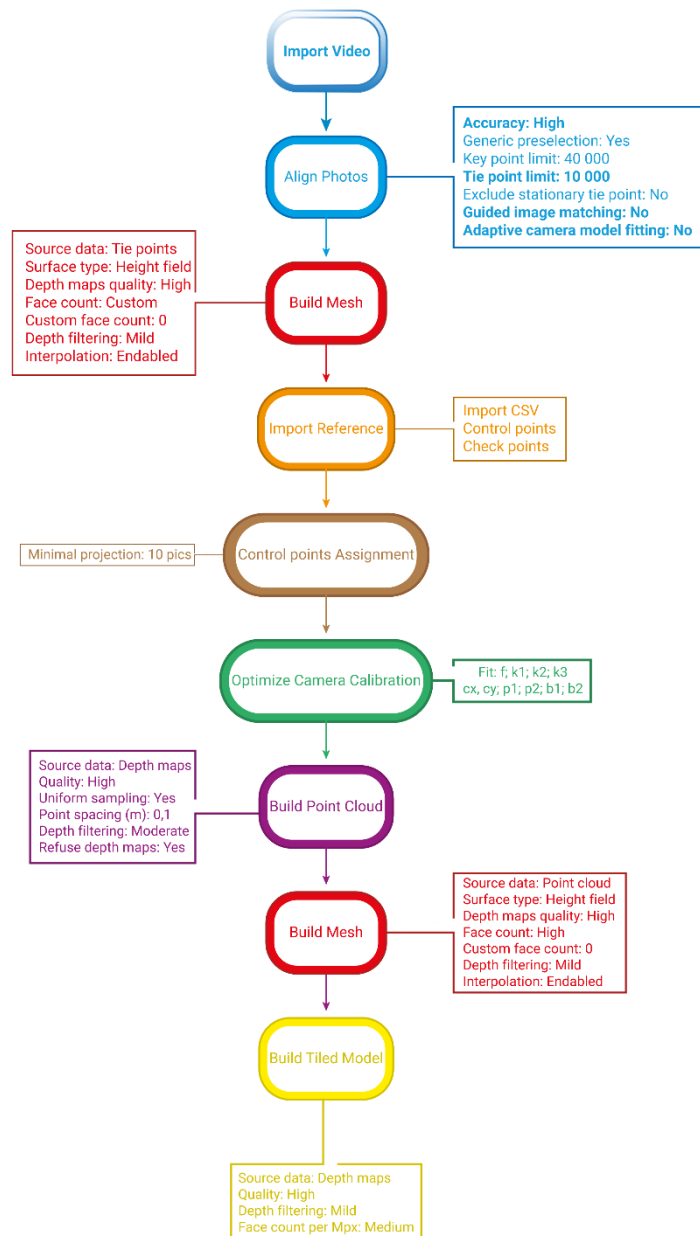 Import Video
Align Photos
Accuracy: High
Generic preselection: Yes
Key point limit: 40 000
Tie point limit: 10 000
Exclude stationary tie point: No
Guided image matching: No
Adaptive camera model fitting: No
Source data: Tie points
Surface type: Height field
Depth maps quality: High
Face count: Custom
Custom face count: 0
Depth filtering: Mild
Interpolation: Endabled
Build Mesh
Import Reference
Import CSV
Control points
Check points
Minimal projection: 10 pics
Control points Assignment
Optimize Camera Calibration
Fit: f; k1; k2; k3
cx, cy; p1; p2; b1; b2
Source data: Depth maps
Quality: High
Uniform sampling: Yes
Point spacing (m): 0,1
Depth filtering: Moderate
Refuse depth maps: Yes
Build Point Cloud
Build Mesh
Source data: Point cloud
Surface type: Height field
Depth maps quality: High
Face count: High
Custom face count: 0
Depth filtering: Mild
Interpolation: Endabled
Build Tiled Model
Source data: Depth maps
Quality: High
Depth filtering: Mild
Face count per Mpx: Medium